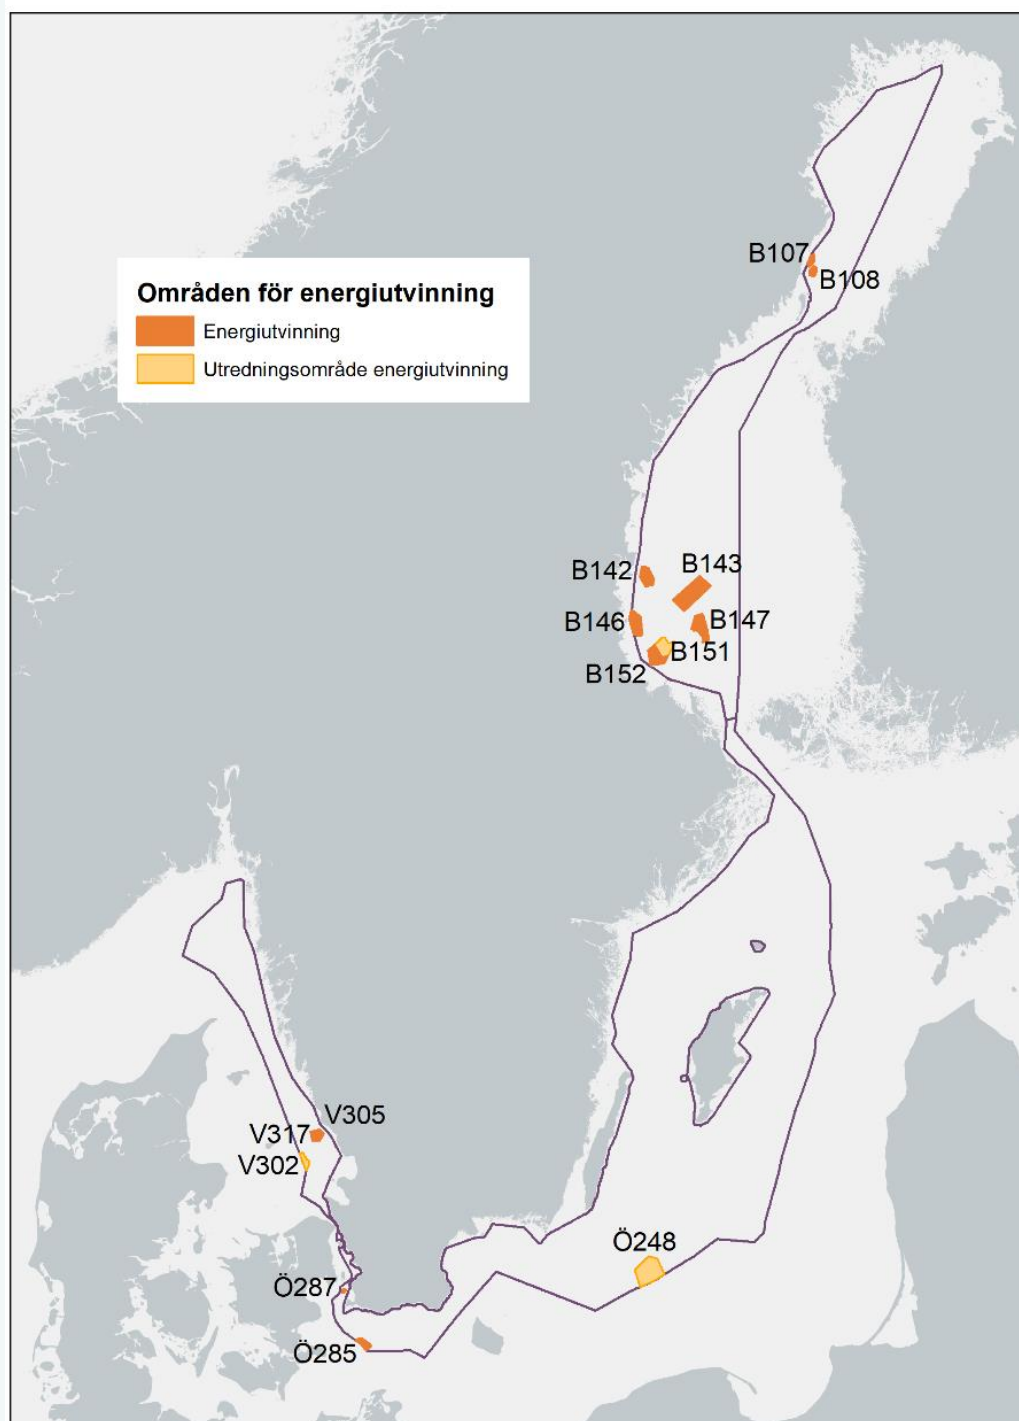 B107
B108
Områden för energiutvinning
Energiutvinning
Utredningsområde energiutvinning
B142
B143
B146
B147
B151
B152
V305
V317
V302
Ö248
Ö287
Ö285